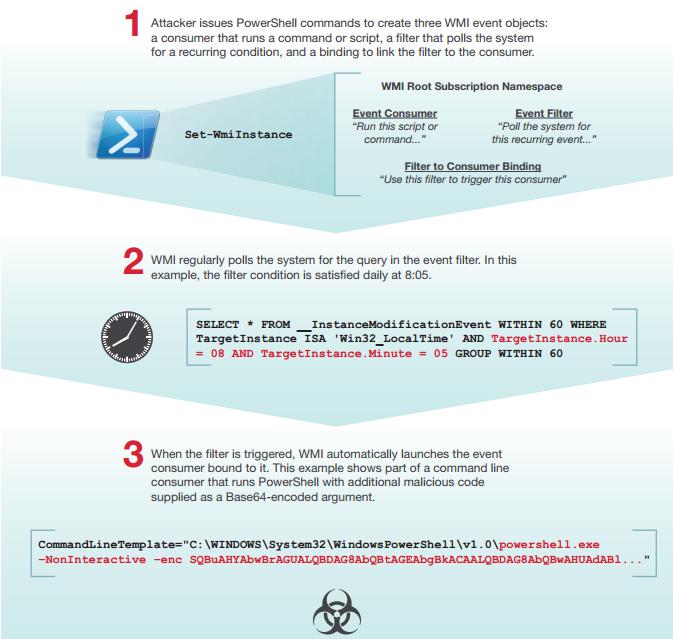 1
Attacker issues PowerShell commands to create three WMI event objects:
a consumer that runs a command or script, a filter that polls the system
for a recurring condition, and a binding to link the filter to the consumer.
Set-WmiInstance
WMI Root Subscription Namespace
Event Consumer
“Run this script or
command...”
Event Filter
“Poll the system for
this recurring event...”
Filter to Consumer Binding
“Use this filter to trigger this consumer”
2
WMI regularly polls the system for the query in the event filter. In this
example, the filter condition is satisfied daily at 8:05.
SELECT * FROM __InstanceModificationEvent WITHIN 60 WHERE
TargetInstance ISA 'Win32_LocalTime' AND TargetInstance.Hour
= 08 AND TargetInstance.Minute = 05 GROUP WITHIN 60
3
When the filter is triggered, WMI automatically launches the event
consumer bound to it. This example shows part of a command line
consumer that runs PowerShell with additional malicious code
supplied as a Base64-encoded argument.
CommandLineTemplate="C:\WINDOWS\System32\WindowsPowerShell\v1.0\powershell.exe
–NonInteractive –enc SQBuAHYAbwBrAGUALQBDAG8AbQBtAGEAbgBkACAALQBDAG8AbQBwAHUAdABl..."